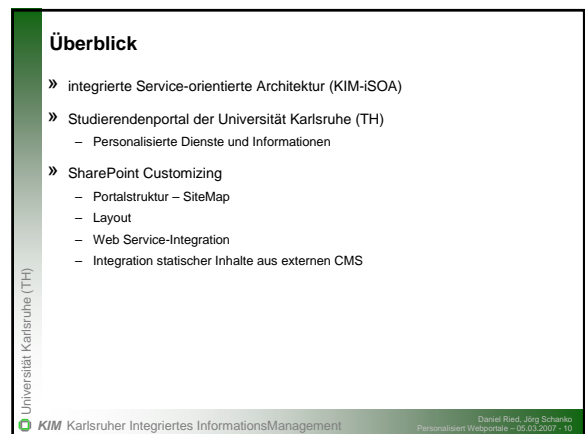 Überblick
» integrierte Service-orientierte Architektur (KIM-iSOA)
» Studierendenportal der Universität Karlsruhe (TH)
– Personalisierte Dienste und Informationen
» SharePoint Customizing
– Portalstruktur – SiteMap
– Layout
– Web Service-Integration
– Integration statischer Inhalte aus externen CMS
Universität Karlsruhe (TH)
KIM Karlsruher Integriertes InformationsManagement
Daniel Ried, Jörg Schanko
Personalisiert Webportale – 05.03.2007 - 10